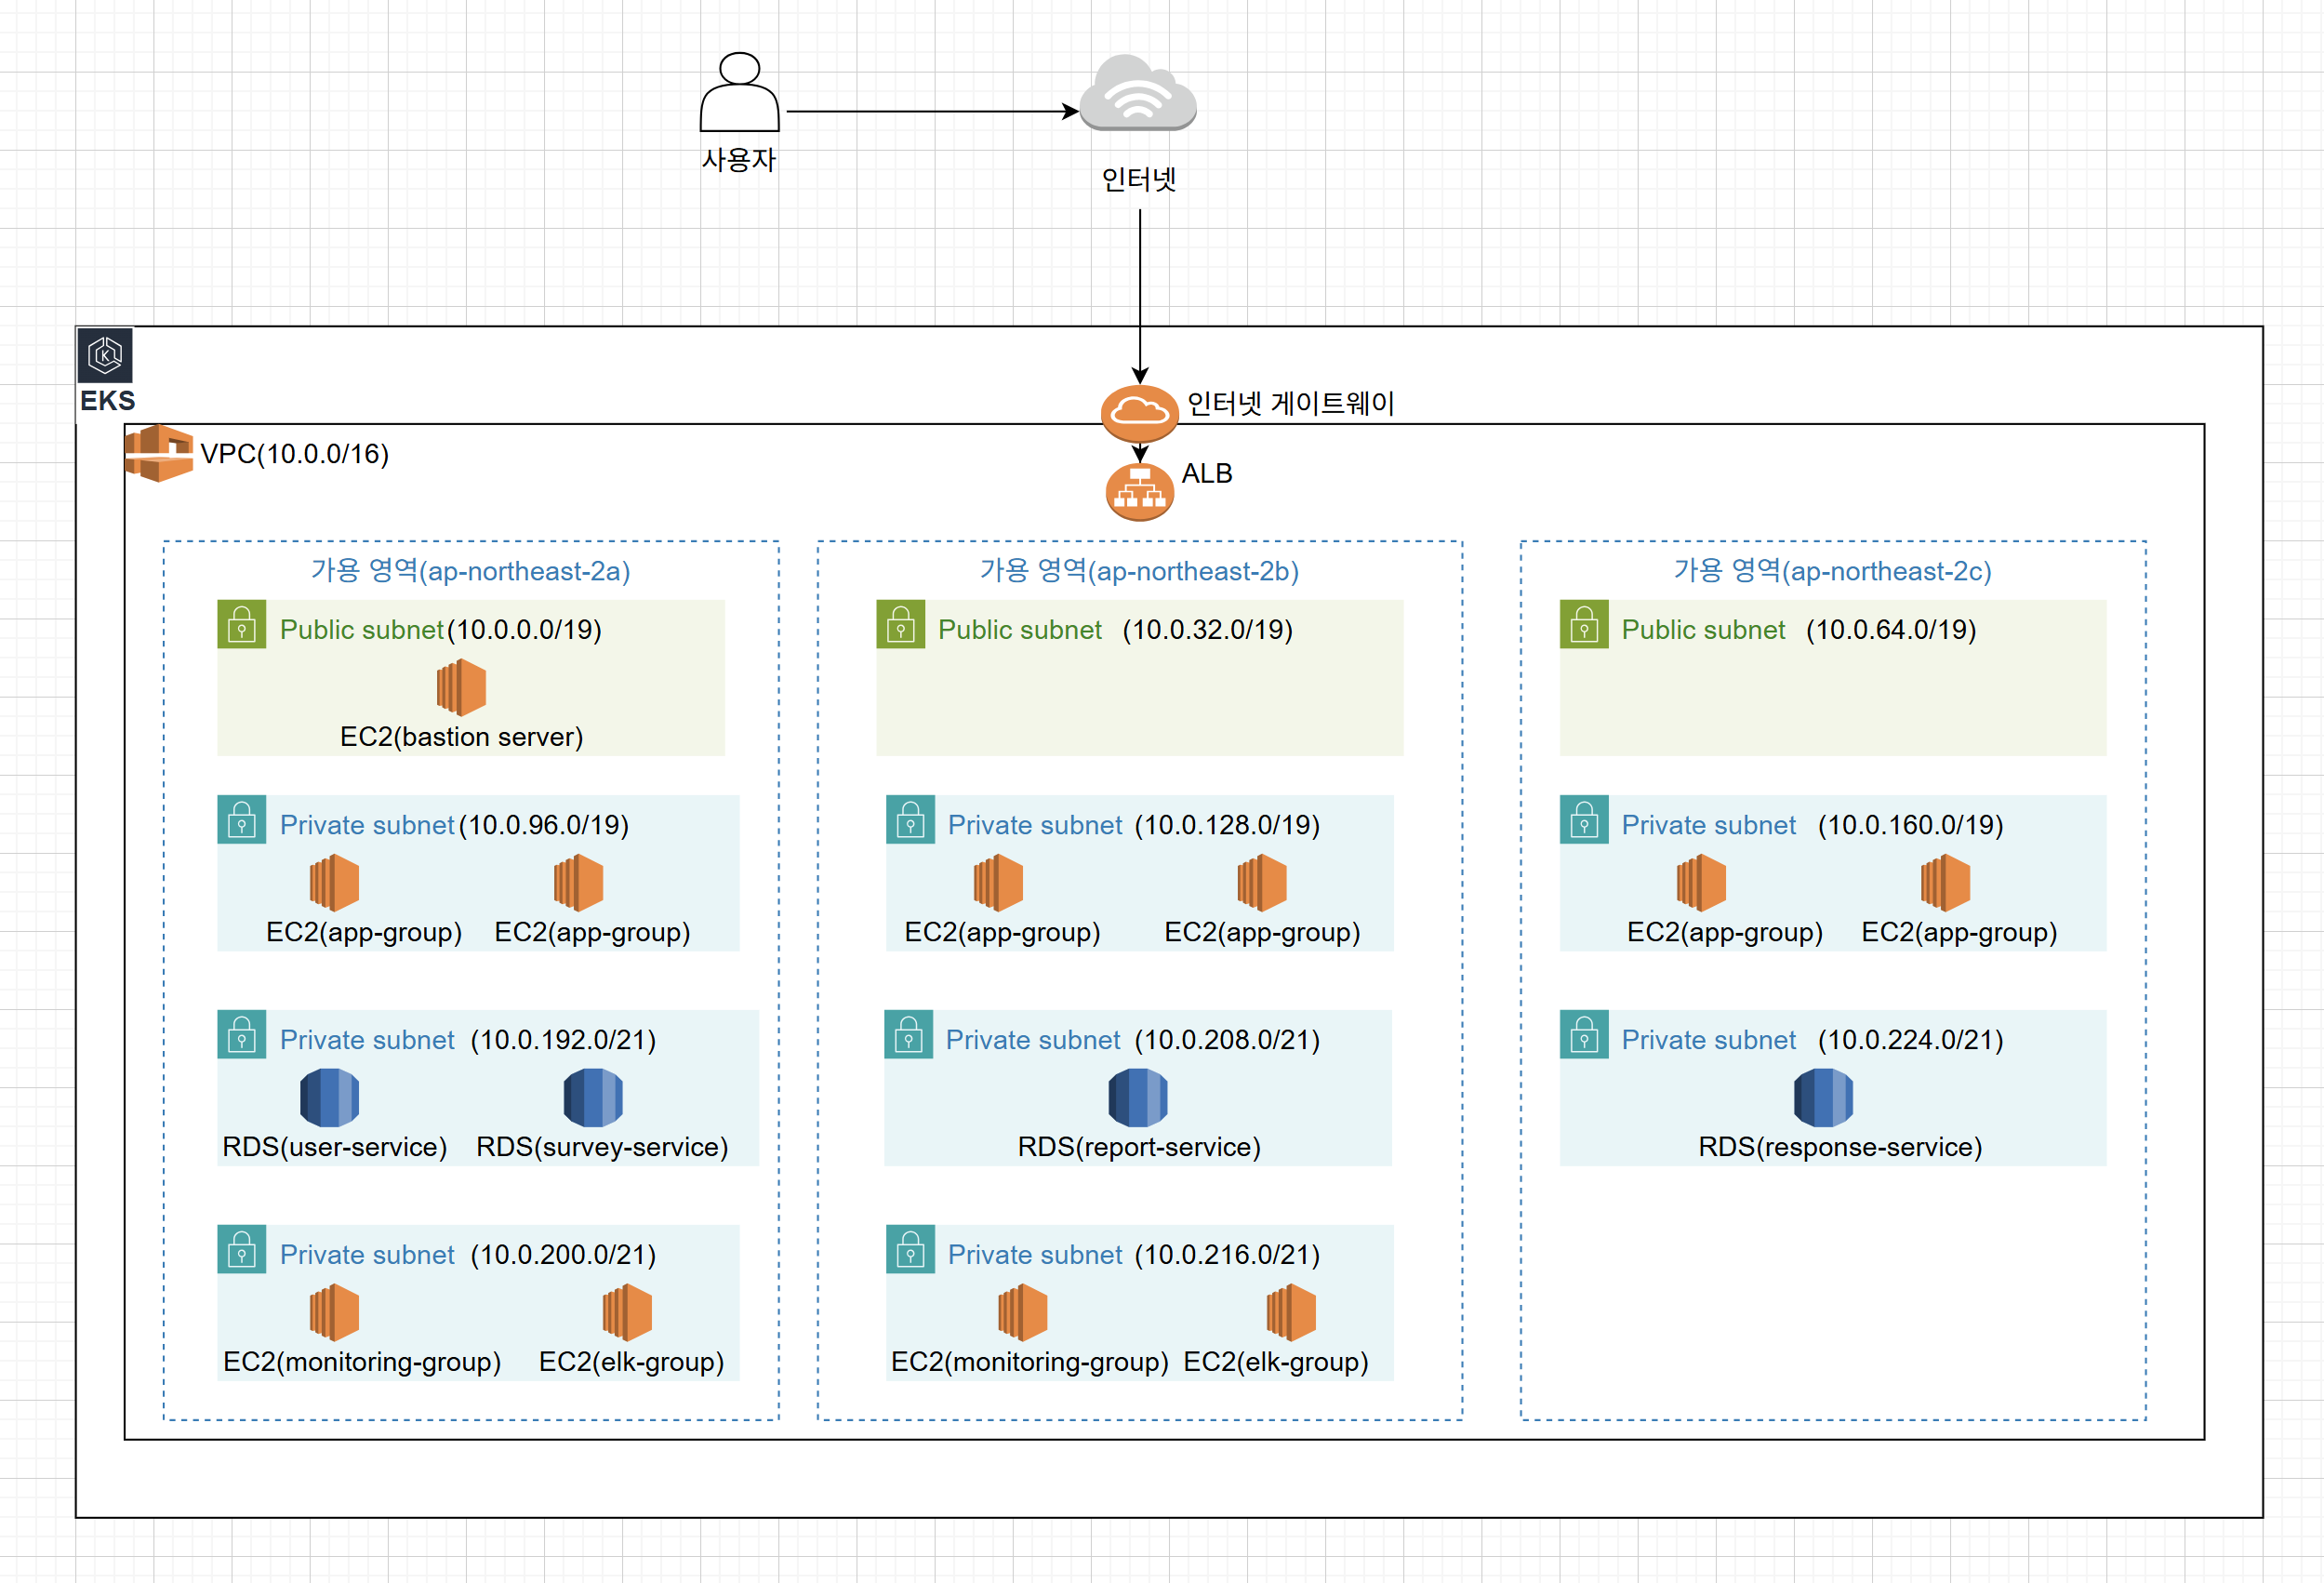 사용자
인터넷
EKS
인터넷 게이트웨이
VPC(10.0.0/16)
ALB
가용 영역(ap-northeast-2a)
Public subnet (10.0.0.0/19)
EC2(bastion server)
Private subnet (10.0.96.0/19)
EC2(app-group) EC2(app-group)
Private subnet (10.0.192.0/21)
RDS(user-service) RDS(survey-service)
Private subnet (10.0.200.0/21)
EC2(monitoring-group) EC2(elk-group)
가용 영역(ap-northeast-2b)
Public subnet (10.0.32.0/19)
Private subnet (10.0.128.0/19)
EC2(app-group) EC2(app-group)
Private subnet (10.0.208.0/21)
RDS(report-service)
Private subnet (10.0.216.0/21)
EC2(monitoring-group) EC2(elk-group)
가용 영역(ap-northeast-2c)
Public subnet (10.0.64.0/19)
Private subnet (10.0.160.0/19)
EC2(app-group) EC2(app-group)
Private subnet (10.0.224.0/21)
RDS(response-service)